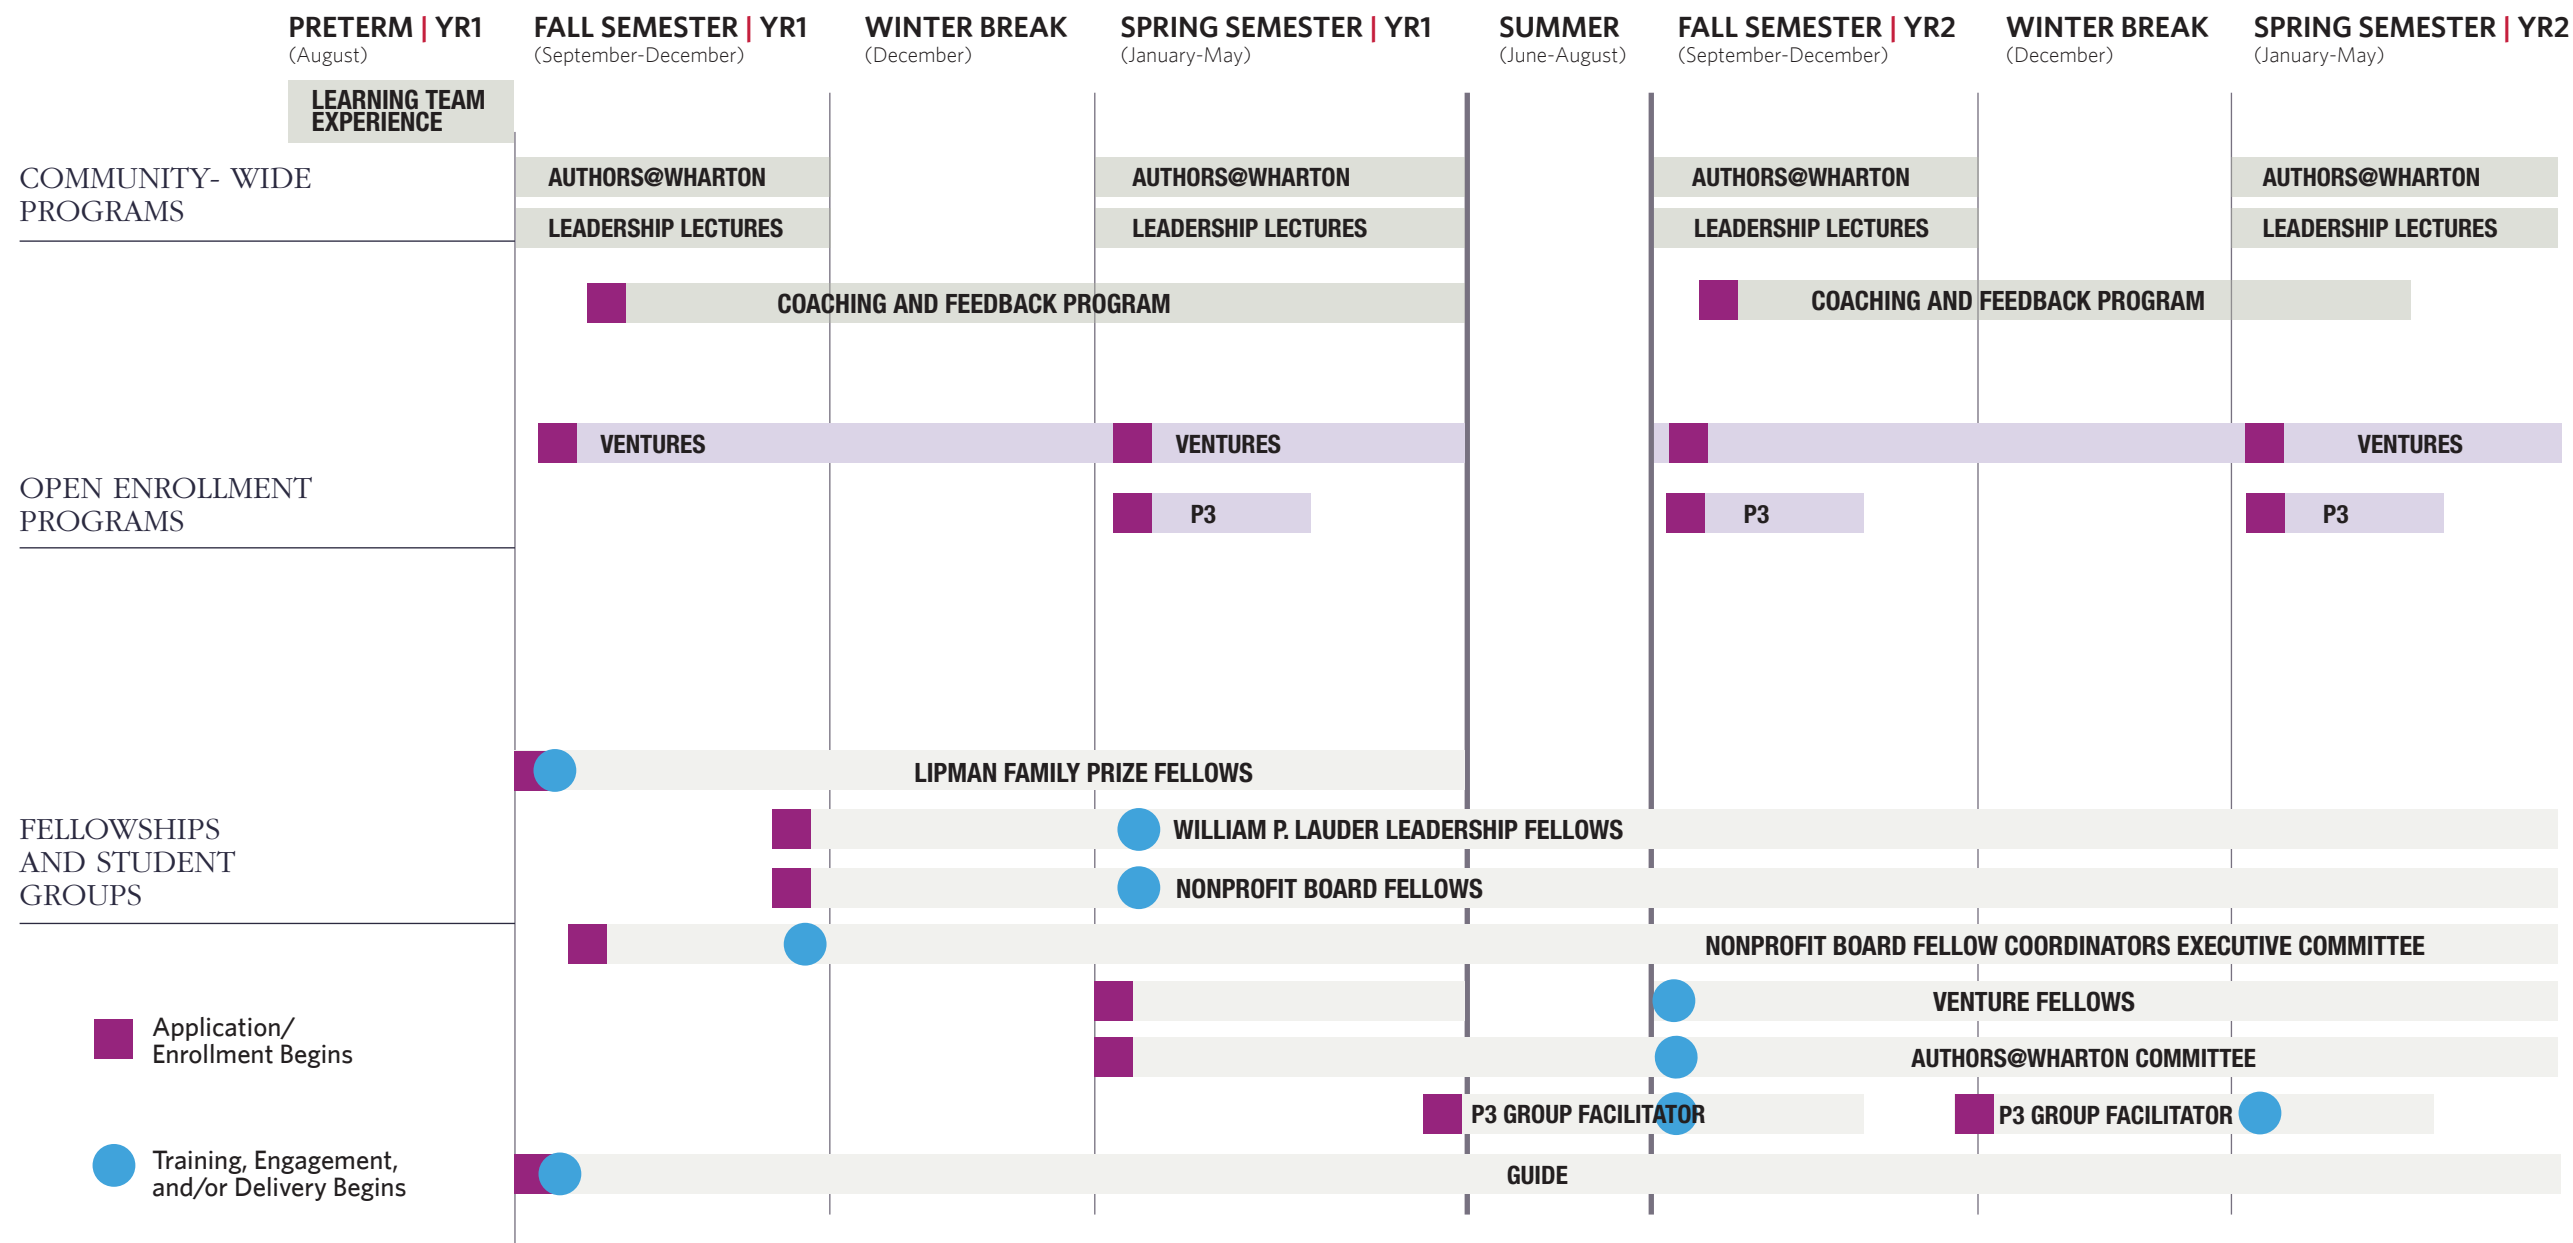 PRETERM | YR1
(August)
FALL SEMESTER | YR1
(September-December)
WINTER BREAK
(December)
SPRING SEMESTER | YR1
(January-May)
SUMMER
(June-August)
FALL SEMESTER | YR2
(September-December)
WINTER BREAK
(December)
SPRING SEMESTER | YR2
(January-May)
LEARNING TEAM
EXPERIENCE
COMMUNITY- WIDE
PROGRAMS
AUTHORS@WHARTON
AUTHORS@WHARTON
AUTHORS@WHARTON
AUTHORS@WHARTON
LEADERSHIP LECTURES
LEADERSHIP LECTURES
LEADERSHIP LECTURES
LEADERSHIP LECTURES
COACHING AND FEEDBACK PROGRAM
COACHING AND FEEDBACK PROGRAM
OPEN ENROLLMENT
PROGRAMS
VENTURES
VENTURES
VENTURES
P3
P3
P3
FELLOWSHIPS
AND STUDENT
GROUPS
LIPMAN FAMILY PRIZE FELLOWS
WILLIAM P. LAUDER LEADERSHIP FELLOWS
NONPROFIT BOARD FELLOWS
NONPROFIT BOARD FELLOW COORDINATORS EXECUTIVE COMMITTEE
VENTURE FELLOWS
AUTHORS@WHARTON COMMITTEE
P3 GROUP FACILITATOR
P3 GROUP FACILITATOR
GUIDE
Application/
Enrollment Begins
Training, Engagement,
and/or Delivery Begins